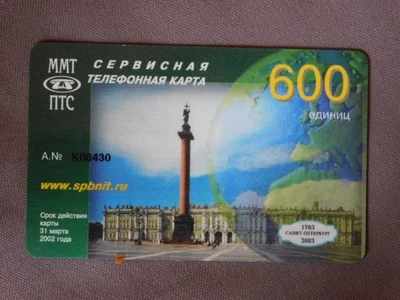 ММТ
ПТС
СЕРВИСНАЯ
ТЕЛЕФОННАЯ КАРТА
600
единиц
A.№ K08430
www.spbnit.ru
Срок действия
карты
31 марта
2002 года
1703
САНКТ-ПЕТЕРБУРГ
2003